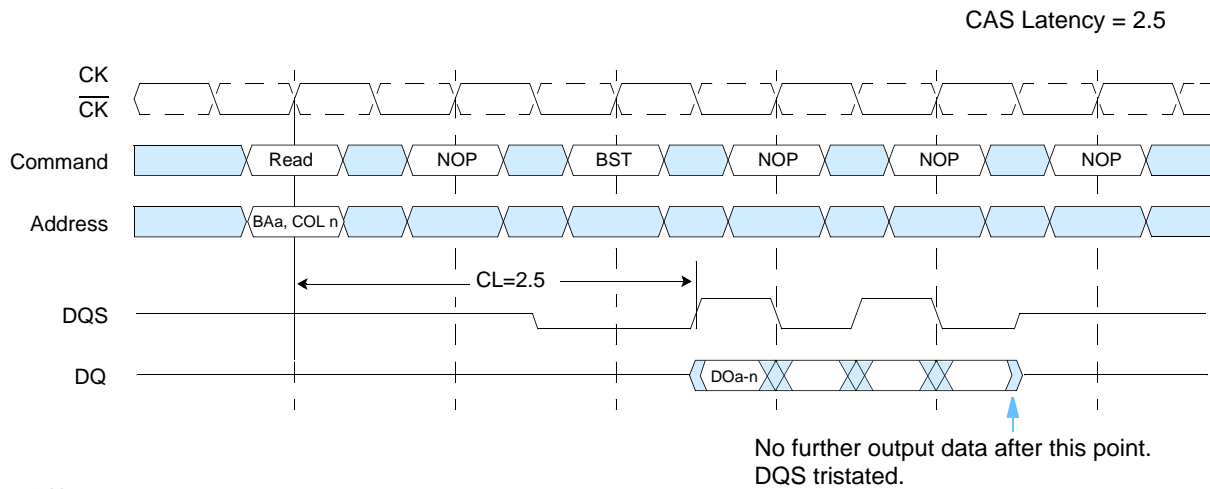 CAS Latency = 2.5
CK
CK
Command
Read
NOP
BST
NOP
NOP
NOP
Address
BAa, COL n
CL=2.5
DQS
DQ
DOa-n
No further output data after this point.
DQS tristated.